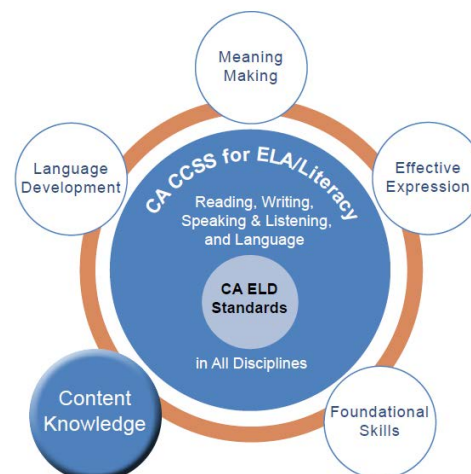 Meaning
Making
Language
Development
Effective
Expression
CA CCSS for ELA/Literacy
Reading, Writing,
Speaking & Listening,
and Language
CA ELD
Standards
in All Disciplines
Content
Knowledge
Foundational
Skills